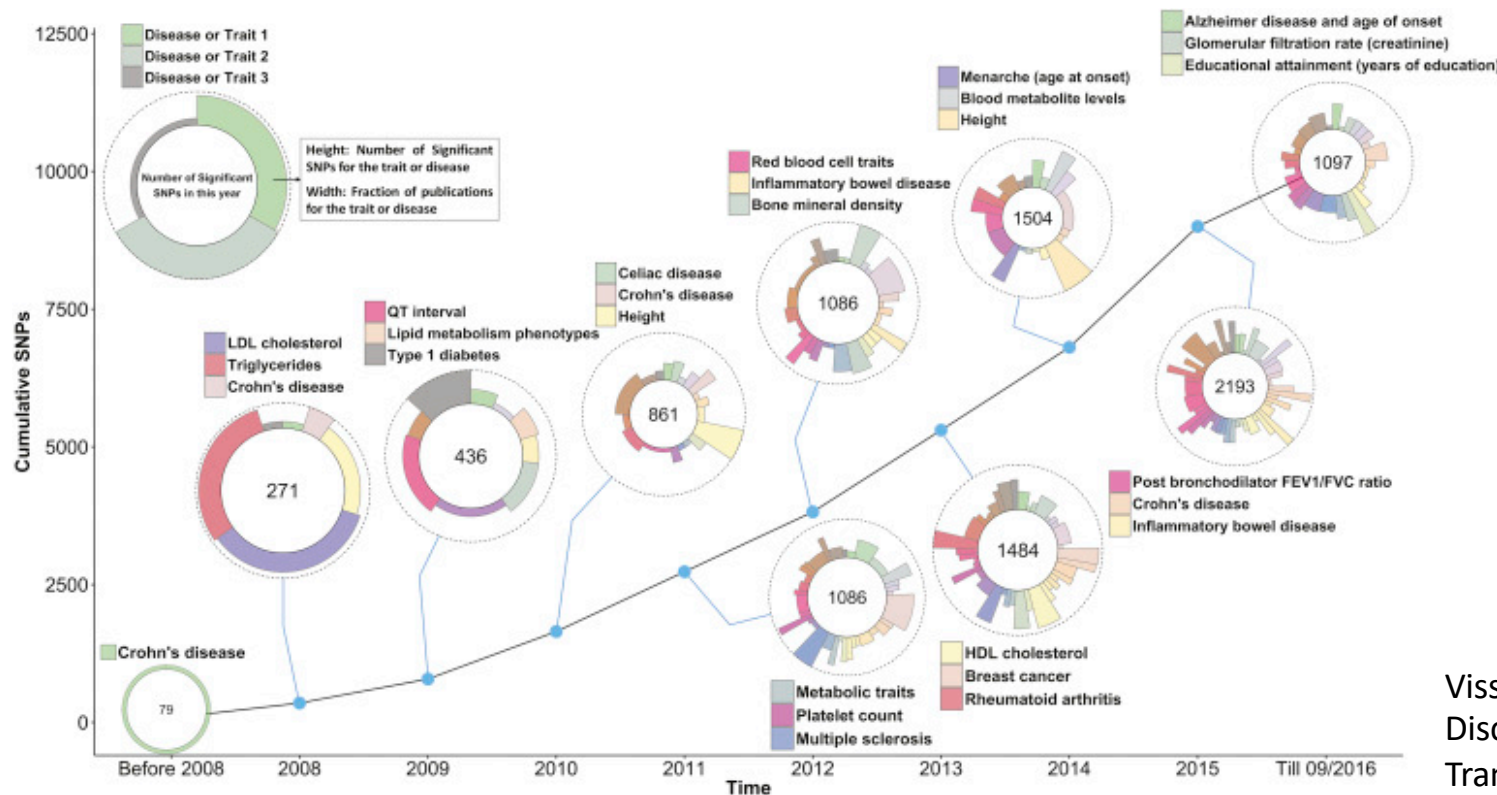 12500
10000
7500
5000
2500
0
Cumulative SNPs
Disease or Trait 1
Disease or Trait 2
Disease or Trait 3
Number of Significant
SNPs in this year
Height: Number of Significant
SNPs for the trait or disease
Width: Fraction of publications
for the trait or disease
Crohn's disease
79
LDL cholesterol
Triglycerides
Crohn's disease
271
QT interval
Lipid metabolism phenotypes
Type 1 diabetes
436
Celiac disease
Crohn's disease
Height
861
Red blood cell traits
Inflammatory bowel disease
Bone mineral density
1086
Metabolic traits
Platelet count
Multiple sclerosis
1086
Menarche (age at onset)
Blood metabolite levels
Height
1504
HDL cholesterol
Breast cancer
Rheumatoid arthritis
1484
Alzheimer disease and age of onset
Glomerular filtration rate (creatinine)
Educational attainment (years of education)
1097
2193
Post bronchodilator FEV1/FVC ratio
Crohn's disease
Inflammatory bowel disease
Before 2008
2008
2009
2010
2011
2012
2013
2014
2015
Till 09/2016
Time